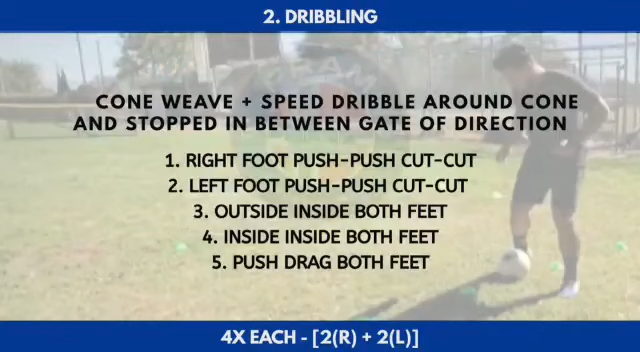 2. DRIBBLING
CONE WEAVE + SPEED DRIBBLE AROUND CONE
AND STOPPED IN BETWEEN GATE OF DIRECTION
1. RIGHT FOOT PUSH-PUSH CUT-CUT
2. LEFT FOOT PUSH-PUSH CUT-CUT
3. OUTSIDE INSIDE BOTH FEET
4. INSIDE INSIDE BOTH FEET
5. PUSH DRAG BOTH FEET
4X EACH - [2(R) + 2(L)]